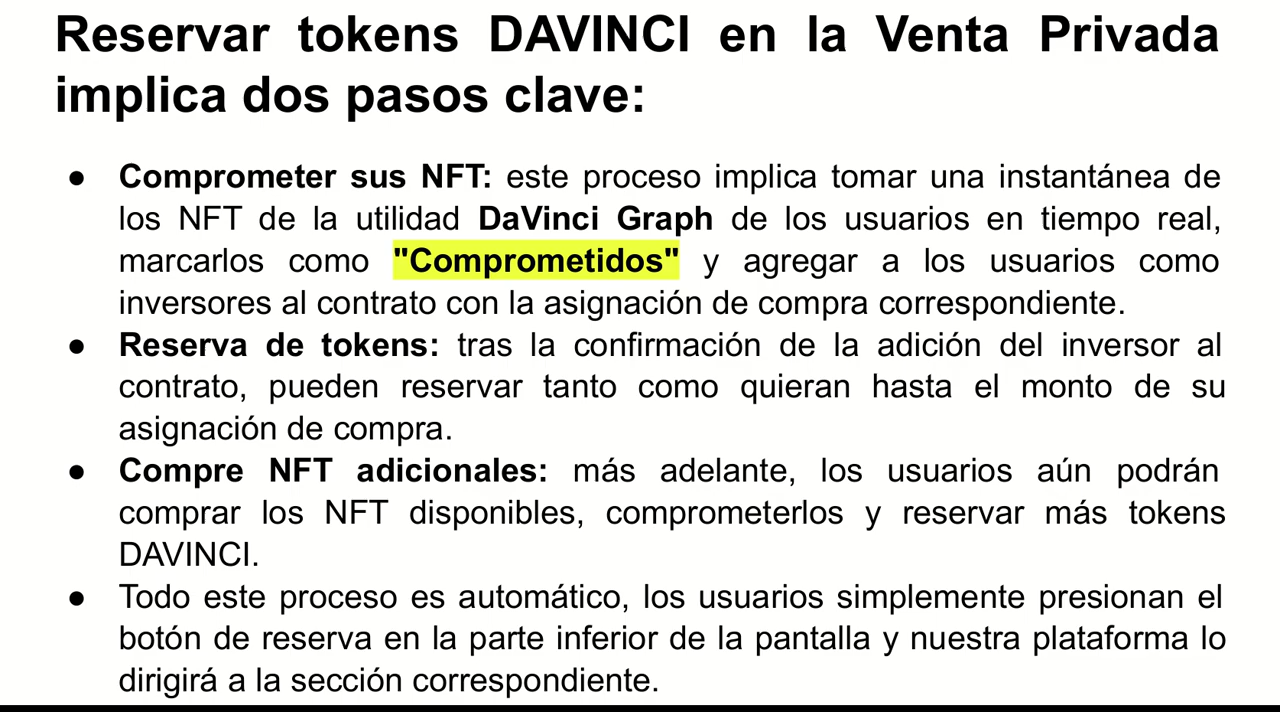 Reservar tokens DAVINCI en la Venta Privada
implica dos pasos clave:
● Comprometer sus NFT: este proceso implica tomar una instantánea de
los NFT de la utilidad DaVinci Graph de los usuarios en tiempo real,
marcarlos como "Comprometidos" y agregar a los usuarios como
inversores al contrato con la asignación de compra correspondiente.
● Reserva de tokens: tras la confirmación de la adición del inversor al
contrato, pueden reservar tanto como quieran hasta el monto de su
asignación de compra.
● Compre NFT adicionales: más adelante, los usuarios aún podrán
comprar los NFT disponibles, comprometerlos y reservar más tokens
DAVINCI.
● Todo este proceso es automático, los usuarios simplemente presionan el
botón de reserva en la parte inferior de la pantalla y nuestra plataforma lo
dirigirá a la sección correspondiente.